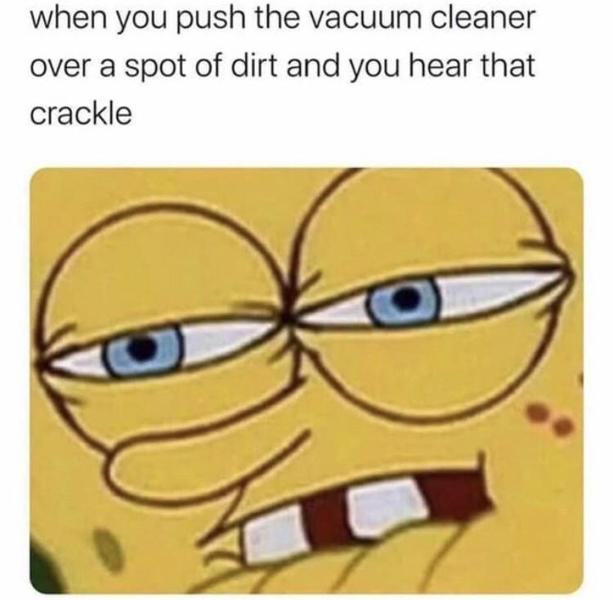 when you push the vacuum cleaner
over a spot of dirt and you hear that
crackle